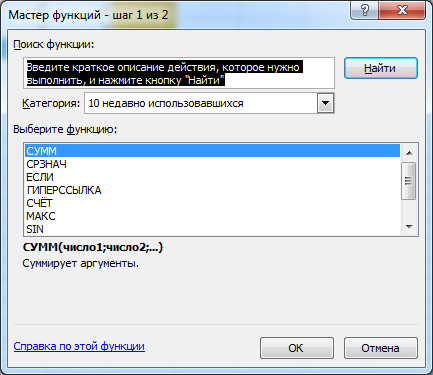 Мастер функций - шаг 1 из 2
Поиск функции:
Введите краткое описание действия, которое нужно
выполнить, и нажмите кнопку "Найти"
Найти
Категория:
10 недавно использовавшихся
Выберите функцию:
СУММ
СРЗНАЧ
ЕСЛИ
ГИПЕРССЫЛКА
СЧЁТ
МАКС
SIN
СУММ(число1;число2;...)
Суммирует аргументы.
Справка по этой функции
ОК
Отмена